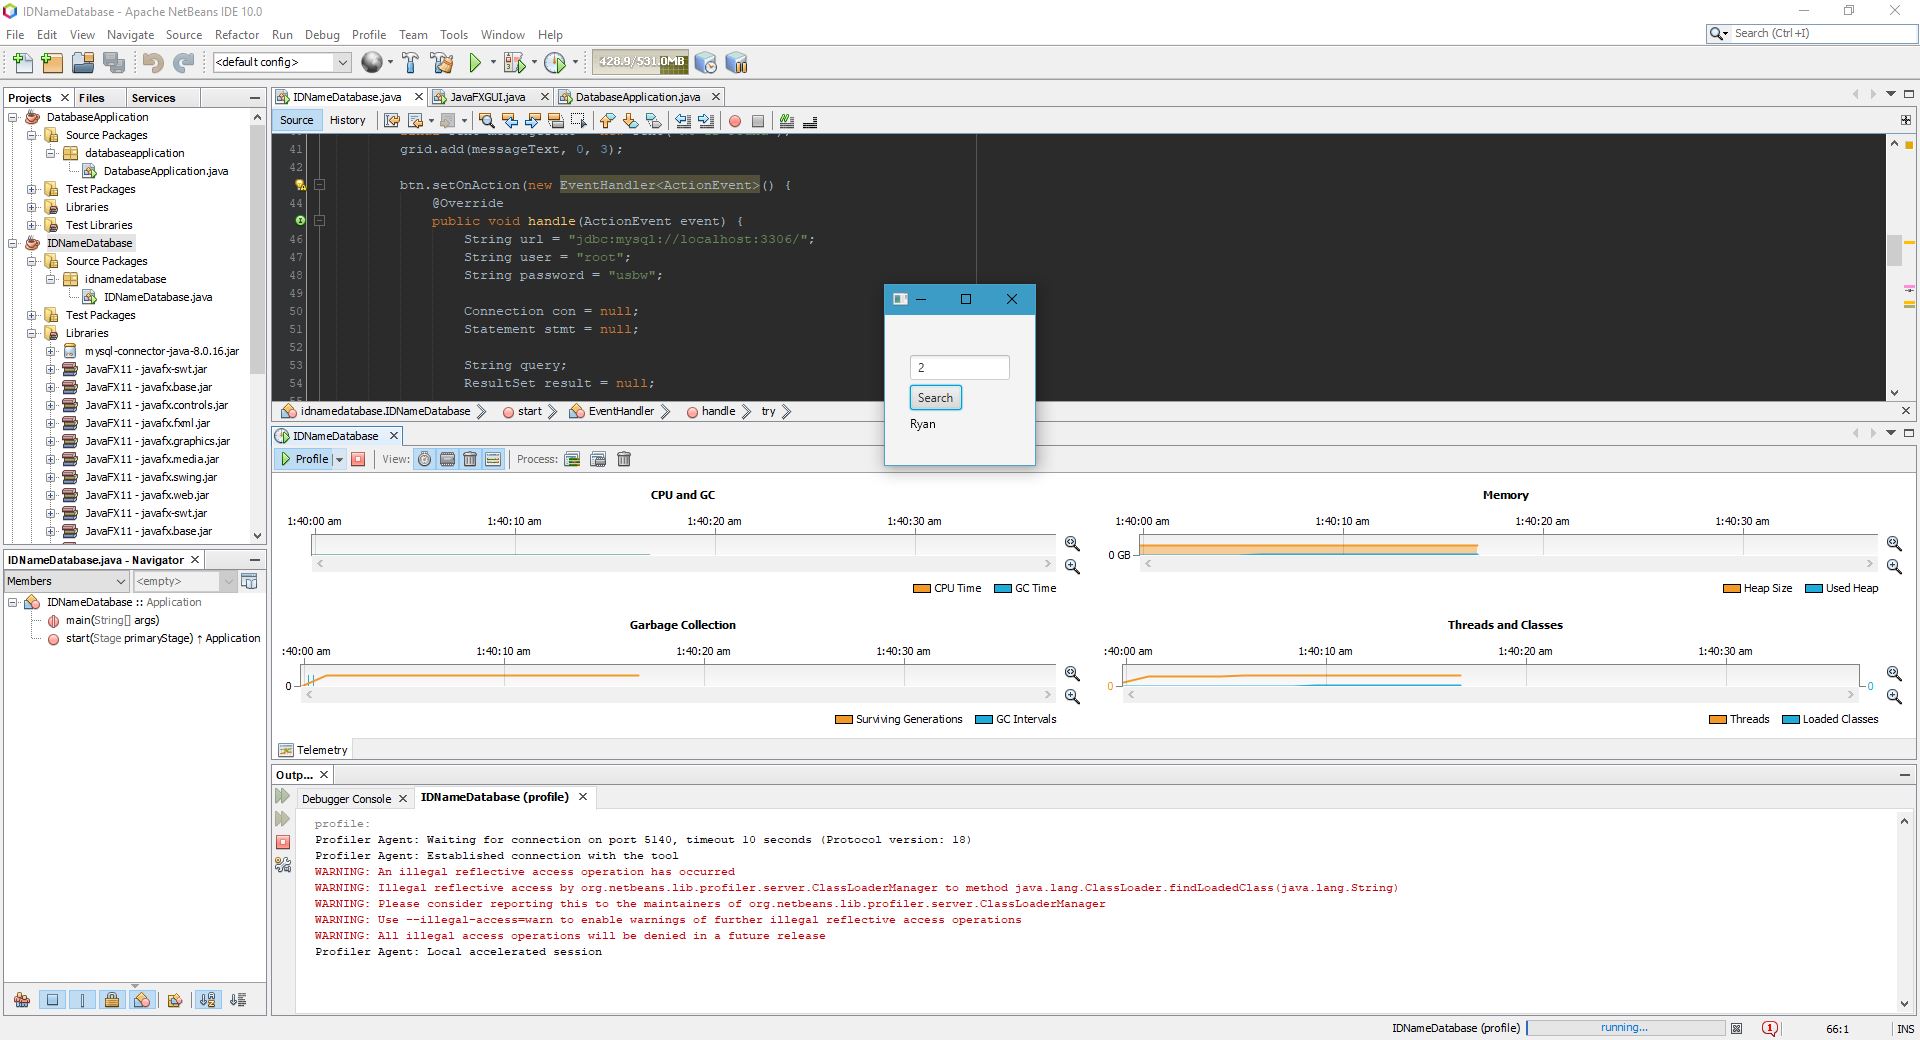 IDNameDatabase - Apache NetBeans IDE 10.0
File Edit View Navigate Source Refactor Run Debug Profile Team Tools Window Help
Search (Ctrl+I)
<default config>
428.9/531.0MB
Projects Files Services
DatabaseApplication
Source Packages
databaseapplication
DatabaseApplication.java
Test Packages
Libraries
Test Libraries
IDNameDatabase
Source Packages
idnamedatabase
IDNameDatabase.java
Test Packages
Libraries
mysql-connector-java-8.0.16.jar
JavaFX11 - javafx-swt.jar
JavaFX11 - javafx.base.jar
JavaFX11 - javafx.controls.jar
JavaFX11 - javafx.fxml.jar
JavaFX11 - javafx.graphics.jar
JavaFX11 - javafx.media.jar
JavaFX11 - javafx.swing.jar
JavaFX11 - javafx.web.jar
JavaFX11 - javafx-swt.jar
JavaFX11 - javafx.base.jar
IDNameDatabase.java - Navigator
Members <empty>
IDNameDatabase :: Application
main(String[] args)
start(Stage primaryStage) ↑ Application
IDNameDatabase.java JavaFXGUI.java DatabaseApplication.java
Source History
41 grid.add(messageText, 0, 3);
42
btn.setOnAction(new EventHandler<ActionEvent>() {
44 @Override
public void handle(ActionEvent event) {
46 String url = "jdbc:mysql://localhost:3306/";
47 String user = "root";
48 String password = "usbw";
49
50 Connection con = null;
51 Statement stmt = null;
52
53 String query;
54 ResultSet result = null;
idnamedatabase.IDNameDatabase start EventHandler handle try
2
Search
Ryan
IDNameDatabase
Profile View: Process:
CPU and GC
1:40:00 am 1:40:10 am 1:40:20 am 1:40:30 am
CPU Time GC Time
Memory
1:40:00 am 1:40:10 am 1:40:20 am 1:40:30 am
0 GB
Heap Size Used Heap
Garbage Collection
:40:00 am 1:40:10 am 1:40:20 am 1:40:30 am
0
Surviving Generations GC Intervals
Threads and Classes
:40:00 am 1:40:10 am 1:40:20 am 1:40:30 am
0 0
Threads Loaded Classes
Telemetry
Outp...
Debugger Console IDNameDatabase (profile)
profile:
Profiler Agent: Waiting for connection on port 5140, timeout 10 seconds (Protocol version: 18)
Profiler Agent: Established connection with the tool
WARNING: An illegal reflective access operation has occurred
WARNING: Illegal reflective access by org.netbeans.lib.profiler.server.ClassLoaderManager to method java.lang.ClassLoader.findLoadedClass(java.lang.String)
WARNING: Please consider reporting this to the maintainers of org.netbeans.lib.profiler.server.ClassLoaderManager
WARNING: Use --illegal-access=warn to enable warnings of further illegal reflective access operations
WARNING: All illegal access operations will be denied in a future release
Profiler Agent: Local accelerated session
IDNameDatabase (profile) running... 1 66:1 INS